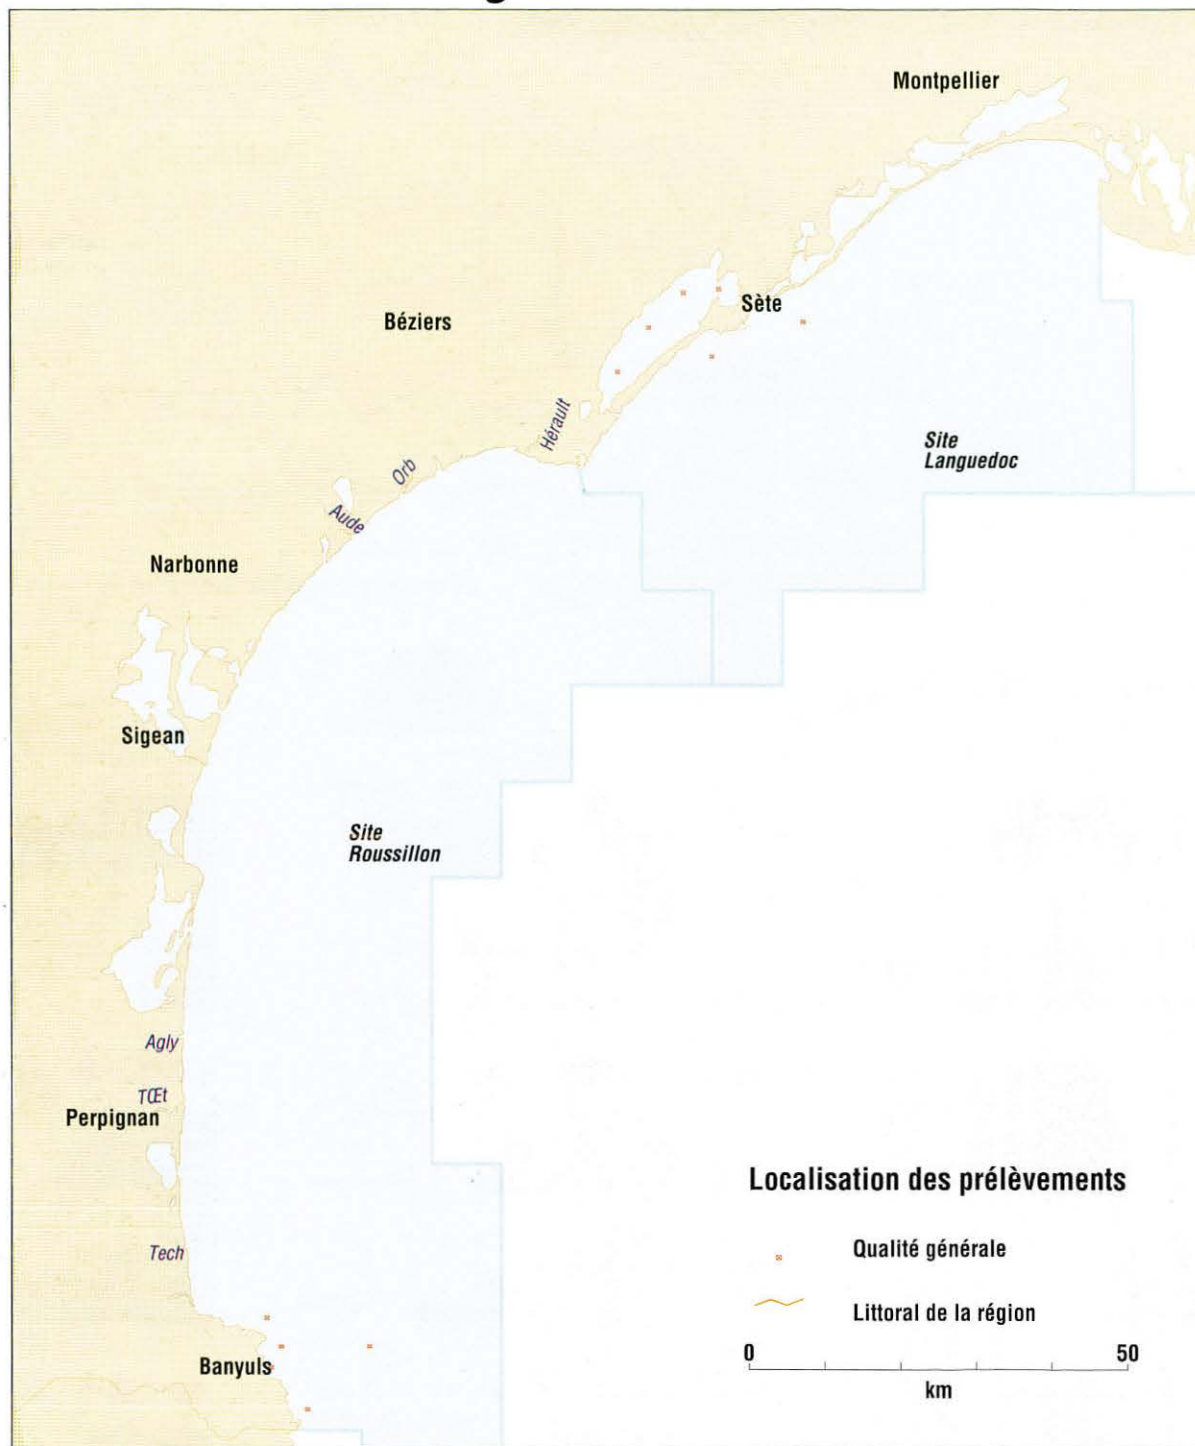 Montpellier
Sète
Béziers
Hérault
Site
Languedoc
Orb
Aude
Narbonne
Sigean
Site
Roussillon
Agly
TŒt
Perpignan
Localisation des prélèvements
Tech
Qualité générale
Littoral de la région
Banyuls
0 50
km